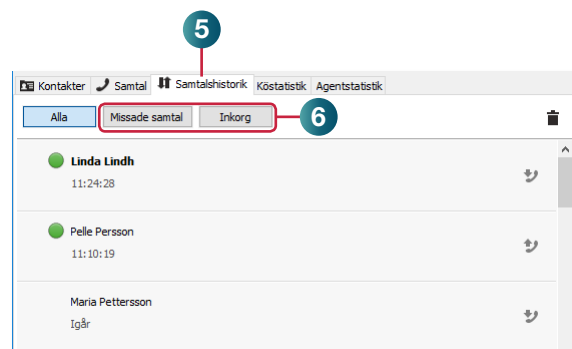 5
Kontakter Samtal Samtalshistorik Köstatistik Agentstatistik
Alla Missade samtal Inkorg 6
Linda Lindh
11:24:28
Pelle Persson
11:10:19
Maria Pettersson
Igår